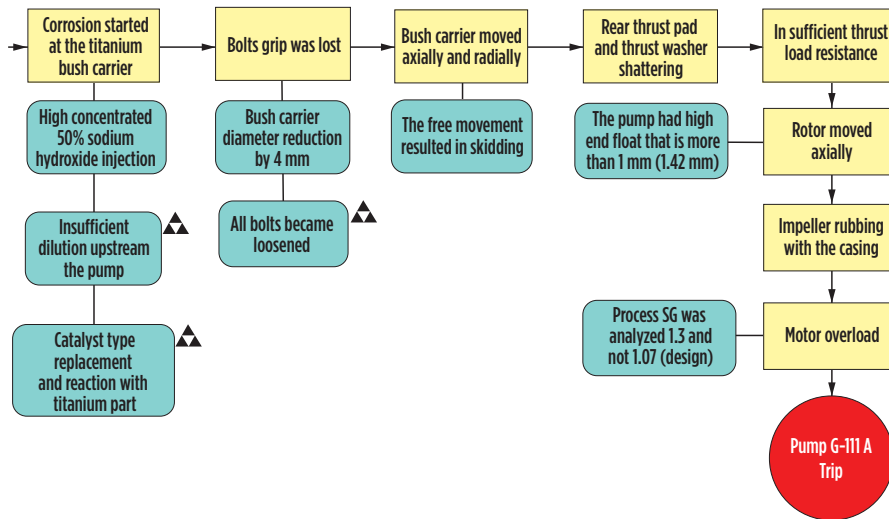 Corrosion started
at the titanium
bush carrier
Bolts grip was lost
Bush carrier moved
axially and radially
Rear thrust pad
and thrust washer
shattering
In sufficient thrust
load resistance
High concentrated
50% sodium
hydroxide injection
Bush carrier
diameter reduction
by 4 mm
The free movement
resulted in skidding
The pump had high
end float that is more
than 1 mm (1.42 mm)
Rotor moved
axially
Insufficient
dilution upstream
the pump
All bolts became
loosened
Impeller rubbing
with the casing
Catalyst type
replacement
and reaction with
titanium part
Process SG was
analyzed 1.3 and
not 1.07 (design)
Motor overload
Pump G-111 A
Trip